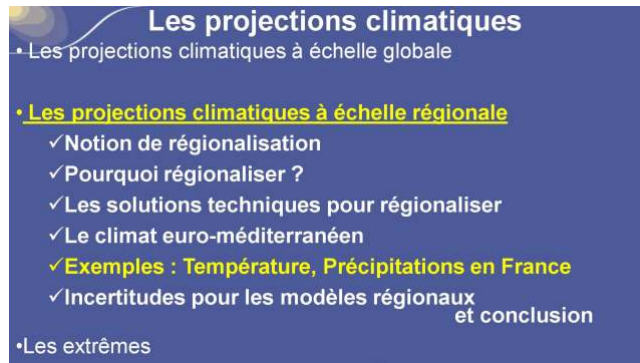 Les projections climatiques
• Les projections climatiques à échelle globale
• Les projections climatiques à échelle régionale
✓Notion de régionalisation
✓Pourquoi régionaliser ?
✓Les solutions techniques pour régionaliser
✓Le climat euro-méditerranéen
✓Exemples : Température, Précipitations en France
✓Incertitudes pour les modèles régionaux
et conclusion
•Les extrêmes